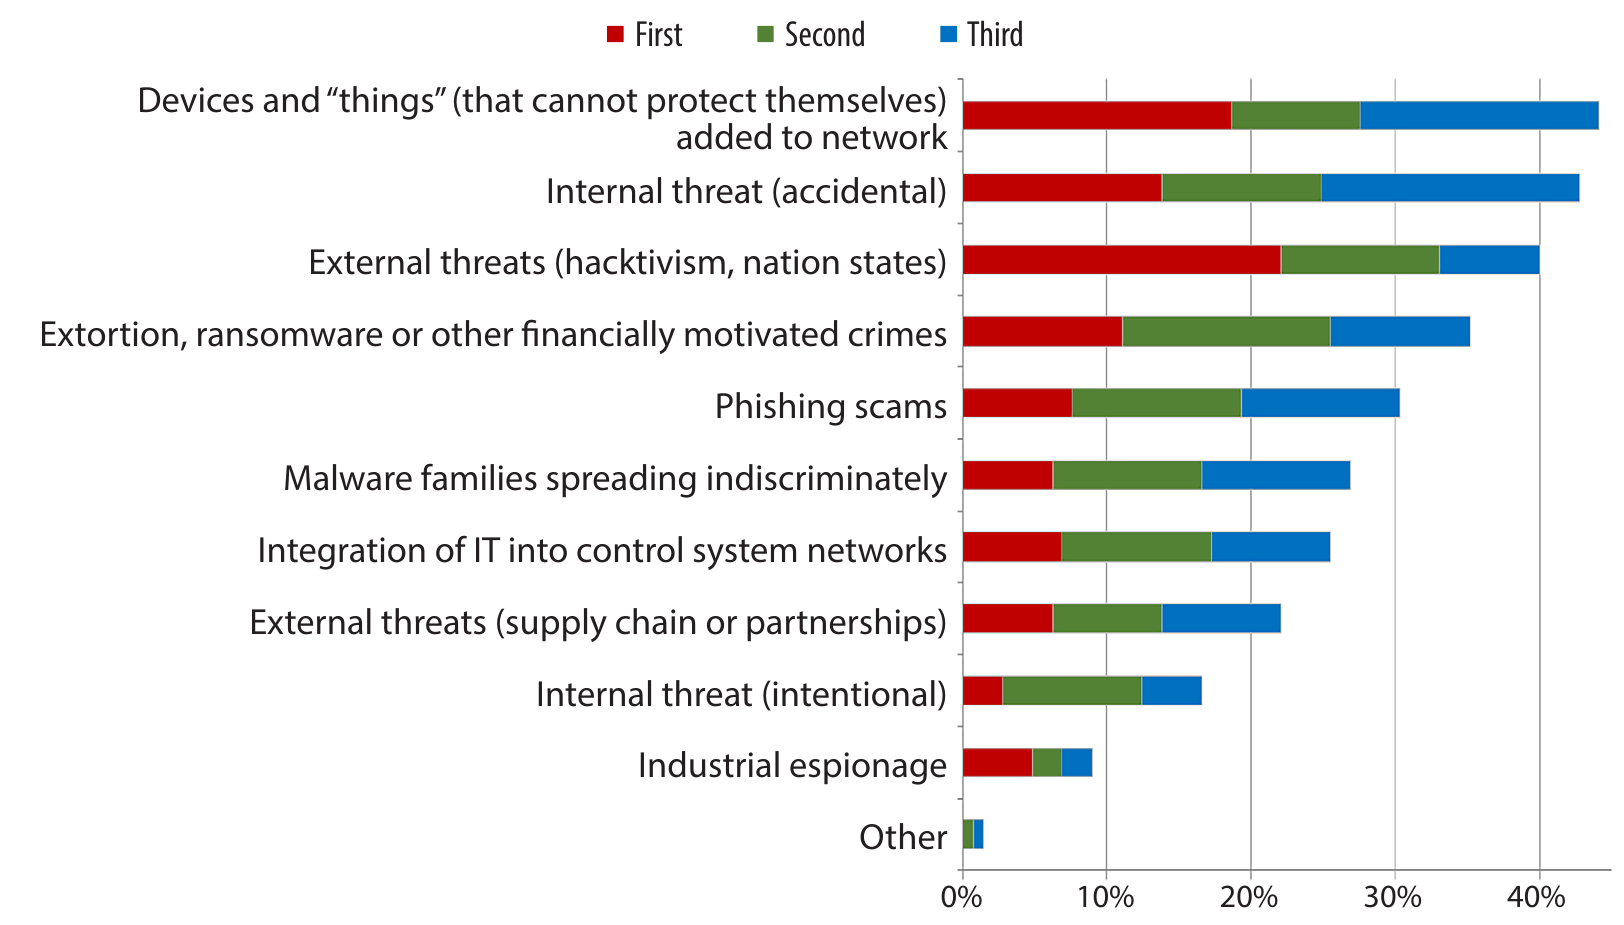 First Second Third
Devices and “things” (that cannot protect themselves)
added to network
Internal threat (accidental)
External threats (hacktivism, nation states)
Extortion, ransomware or other financially motivated crimes
Phishing scams
Malware families spreading indiscriminately
Integration of IT into control system networks
External threats (supply chain or partnerships)
Internal threat (intentional)
Industrial espionage
Other
0% 10% 20% 30% 40%